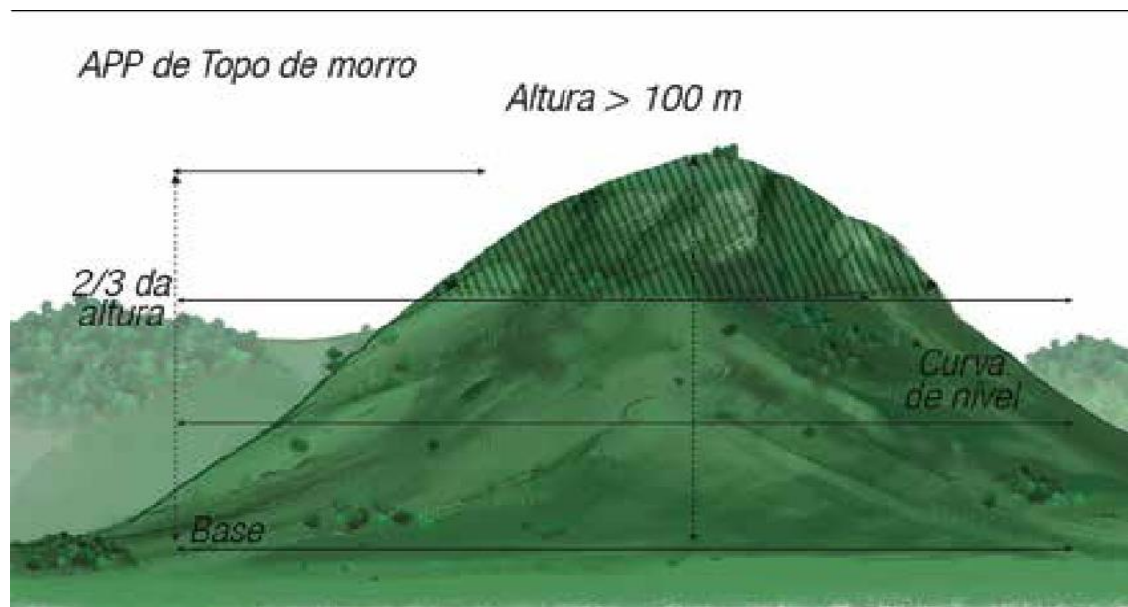 APP de Topo de morro
Altura > 100 m
2/3 da
altura
Curva
de nível
Base